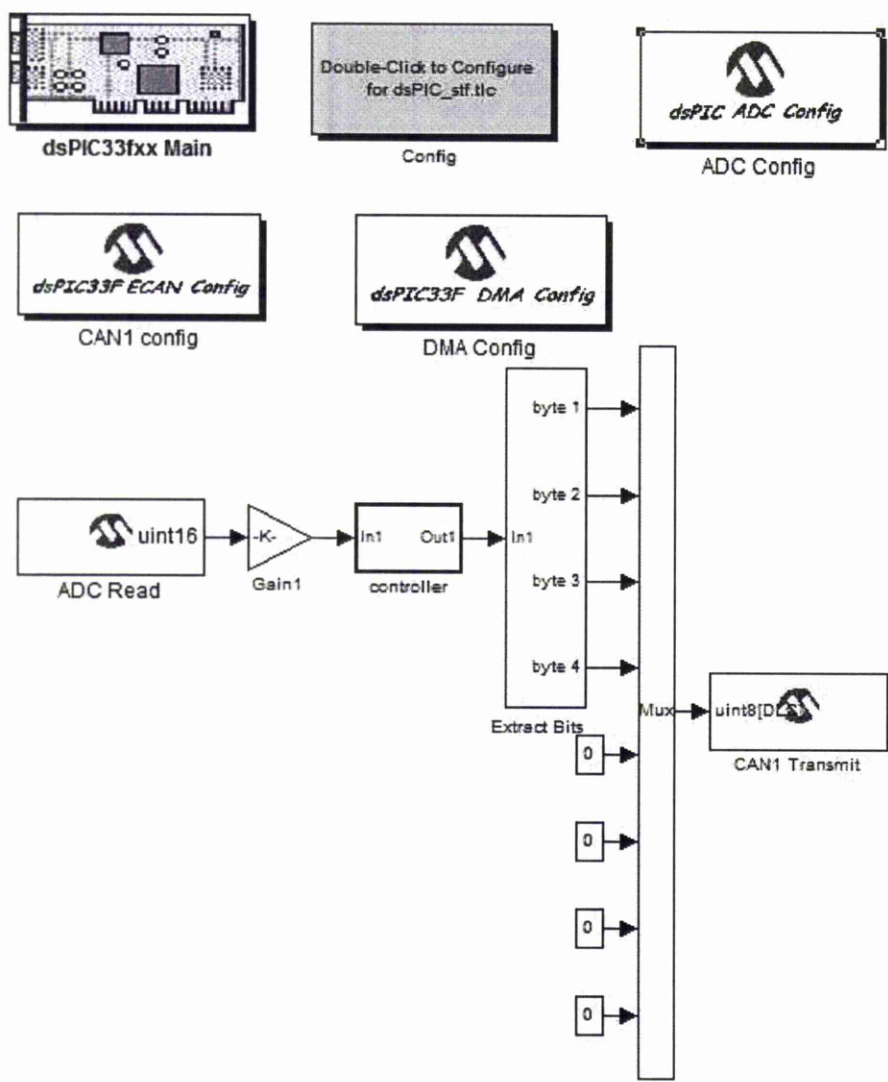 dsPIC33fxx Main
Double-Click to Configure
for dsPIC_stf.tlc
Config
dsPIC ADC Config
ADC Config
dsPIC33F ECAN Config
CAN1 config
dsPIC33F DMA Config
DMA Config
byte 1
byte 2
uint16
ADC Read
-K-
Gain1
In1 Out1
controller
In1
byte 3
byte 4
Extract Bits
Mux
CAN1 Transmit
0
0
0
0